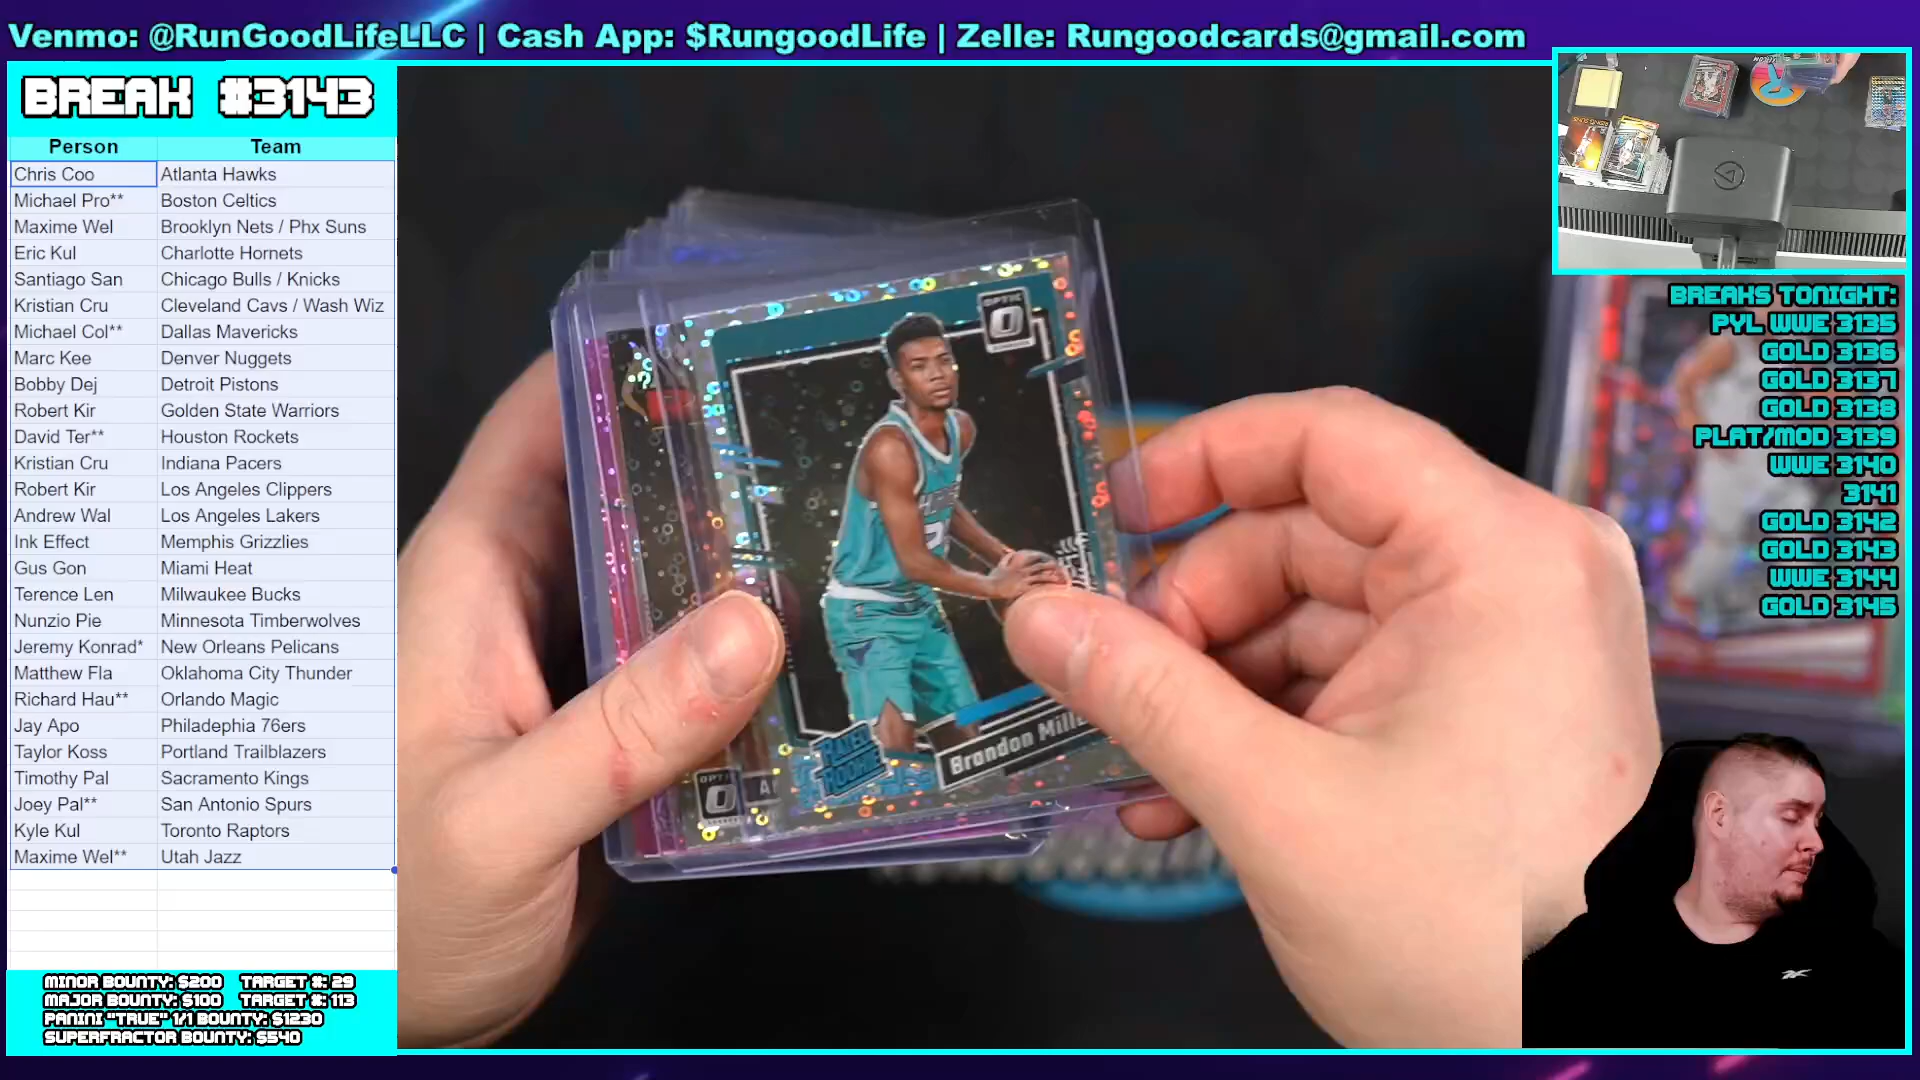 Venmo: @RunGoodLifeLLC | Cash App: $RungoodLife | Zelle: Rungoodcards@gmail.com
BREAK #3143
Person Team
Chris Coo Atlanta Hawks
Michael Pro** Boston Celtics
Maxime Wel Brooklyn Nets / Phx Suns
Eric Kul Charlotte Hornets
Santiago San Chicago Bulls / Knicks
Kristian Cru Cleveland Cavs / Wash Wiz
Michael Col** Dallas Mavericks
Marc Kee Denver Nuggets
Bobby Dej Detroit Pistons
Robert Kir Golden State Warriors
David Ter** Houston Rockets
Kristian Cru Indiana Pacers
Robert Kir Los Angeles Clippers
Andrew Wal Los Angeles Lakers
Ink Effect Memphis Grizzlies
Gus Gon Miami Heat
Terence Len Milwaukee Bucks
Nunzio Pie Minnesota Timberwolves
Jeremy Konrad* New Orleans Pelicans
Matthew Fla Oklahoma City Thunder
Richard Hau** Orlando Magic
Jay Apo Philadephia 76ers
Taylor Koss Portland Trailblazers
Timothy Pal Sacramento Kings
Joey Pal** San Antonio Spurs
Kyle Kul Toronto Raptors
Maxime Wel** Utah Jazz
MINOR BOUNTY: $200 TARGET #: 29
MAJOR BOUNTY: $100 TARGET #: 113
PANINI "TRUE" 1/1 BOUNTY: $1230
SUPERFRACTOR BOUNTY: $540
OPTIC
RATED
ROOKIE
Brandon Mill
BREAKS TONIGHT:
PYL WWE 3135
GOLD 3136
GOLD 3137
GOLD 3138
PLAT/MOD 3139
WWE 3140
3141
GOLD 3142
GOLD 3143
WWE 3144
GOLD 3145